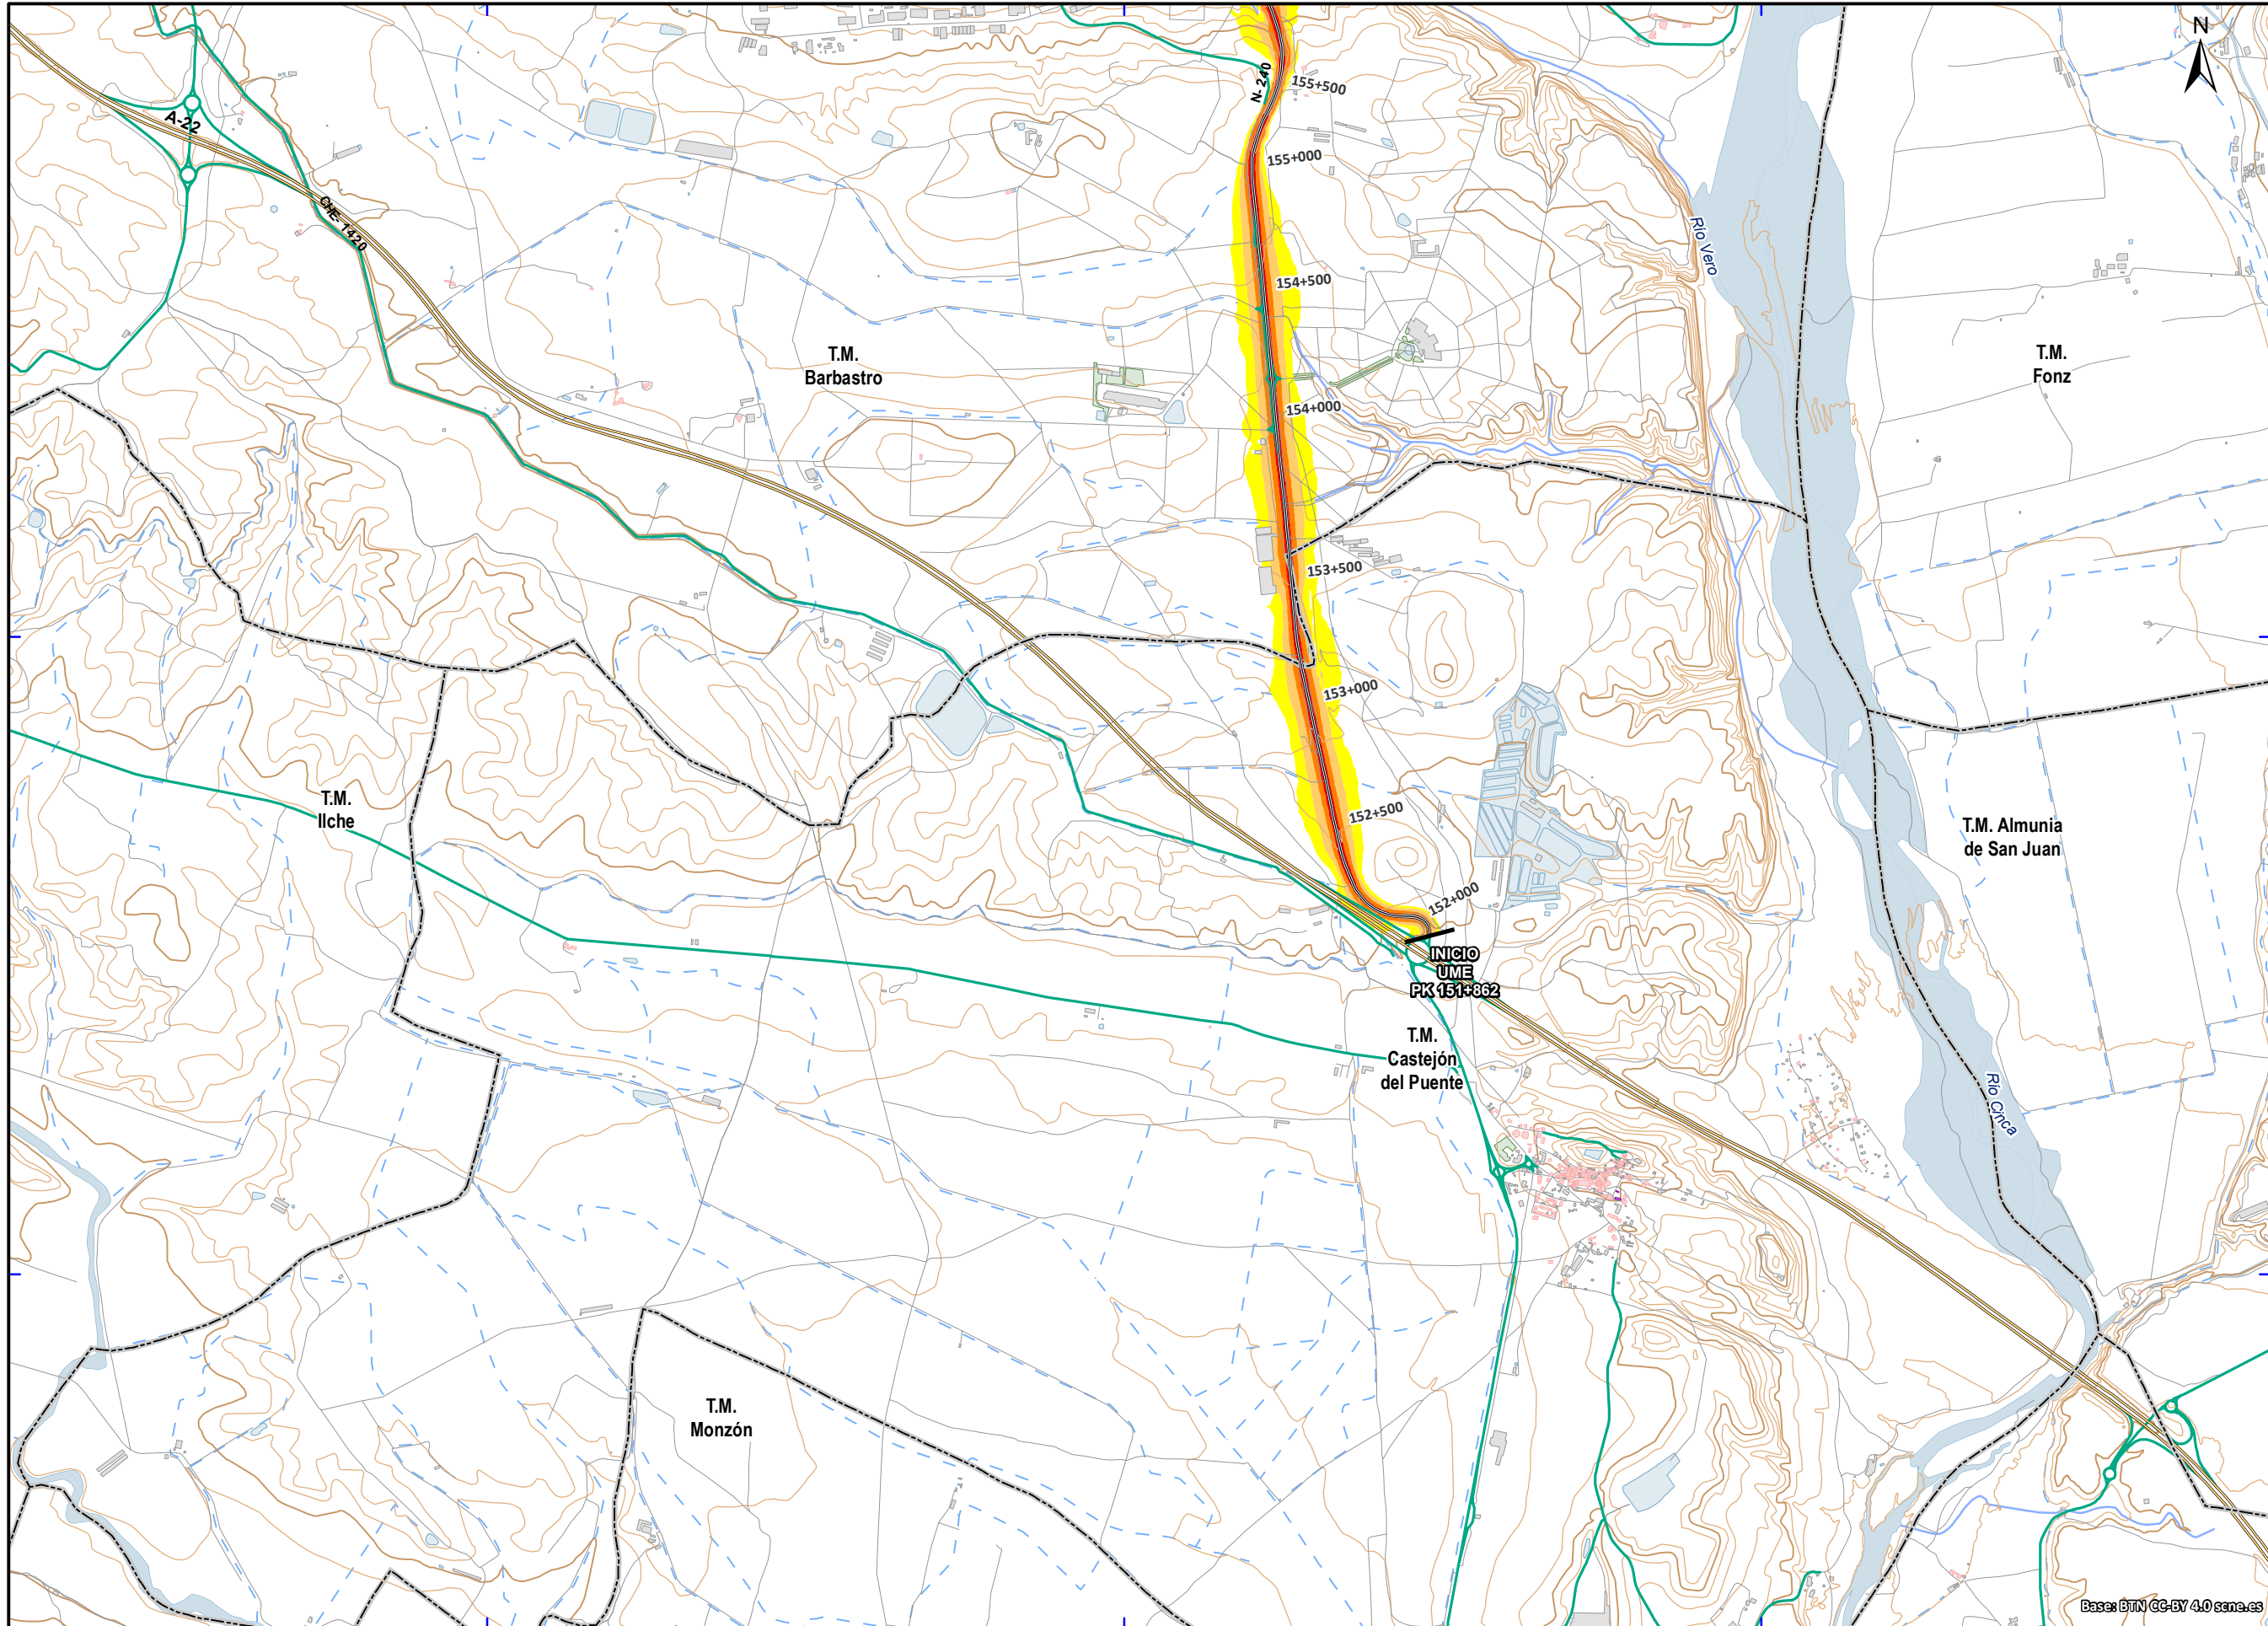 N
N-240
155+500
A-22
155+000
CHE-1420
Río Vero
154+500
T.M.
Barbastro
T.M.
Fonz
154+000
153+500
153+000
T.M.
Ilche
152+500
T.M. Almunia
de San Juan
152+000
INICIO
UME
PK 151+862
T.M.
Castejón
del Puente
Río Cinca
T.M.
Monzón
Base: BTN CC-BY 4.0 scne.es